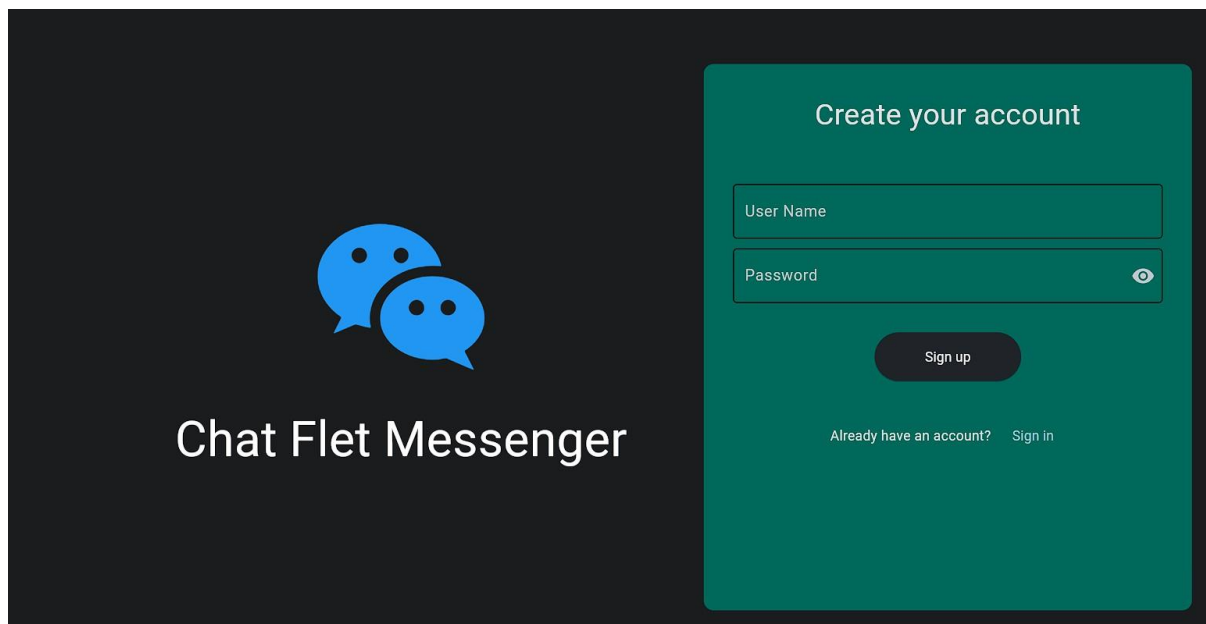 Chat Flet Messenger
Create your account
User Name
Password
Sign up
Already have an account? Sign in